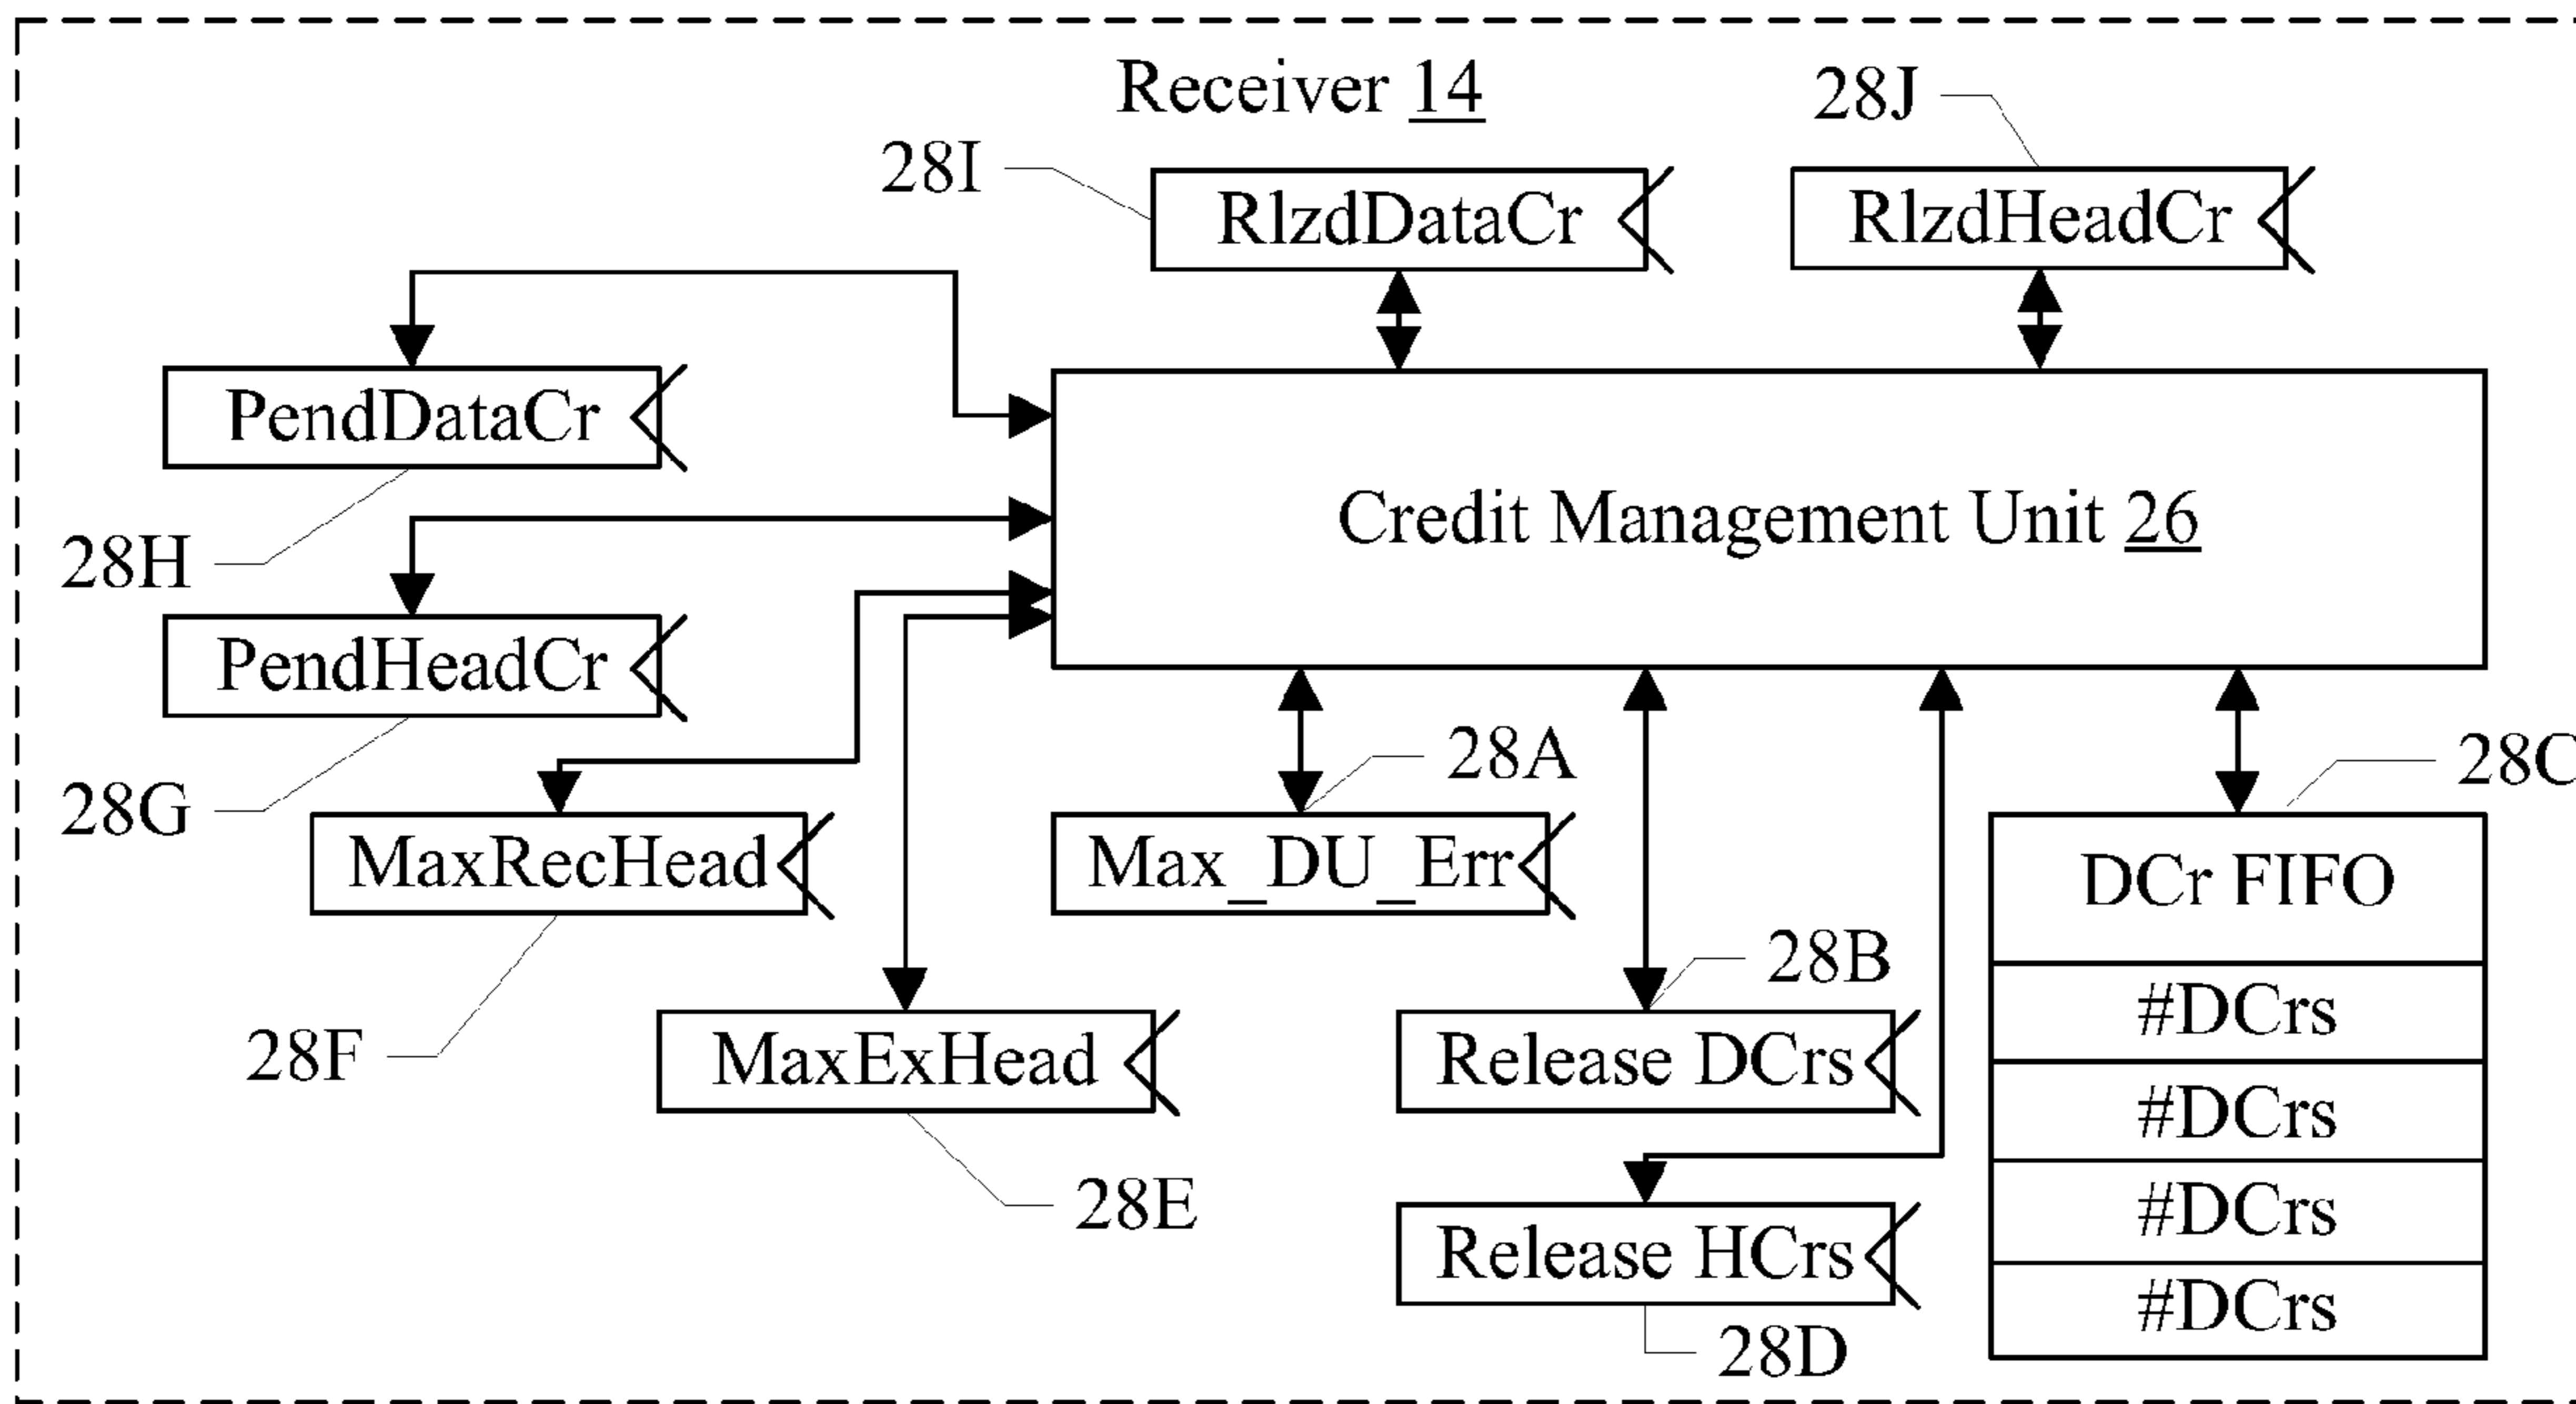 Receiver 14
28J
28I
RlzdDataCr
RlzdHeadCr
PendDataCr
Credit Management Unit 26
28H
PendHeadCr
28A
28C
28G
MaxRecHead
Max_DU_Err
DCr FIFO
28B
#DCrs
28F
MaxExHead
Release DCrs
#DCrs
28E
#DCrs
Release HCrs
#DCrs
28D